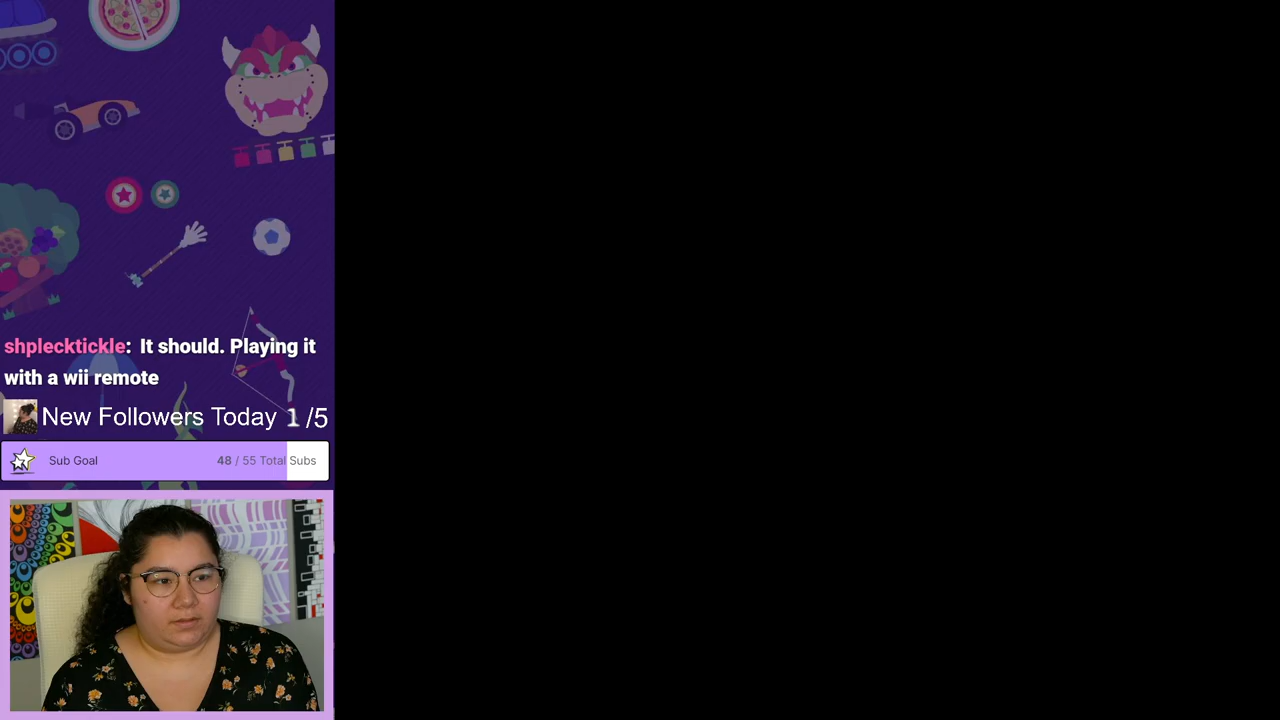 shplecktickle: It should. Playing it
with a wii remote
New Followers Today 1 /5
Sub Goal 48 / 55 Total Subs